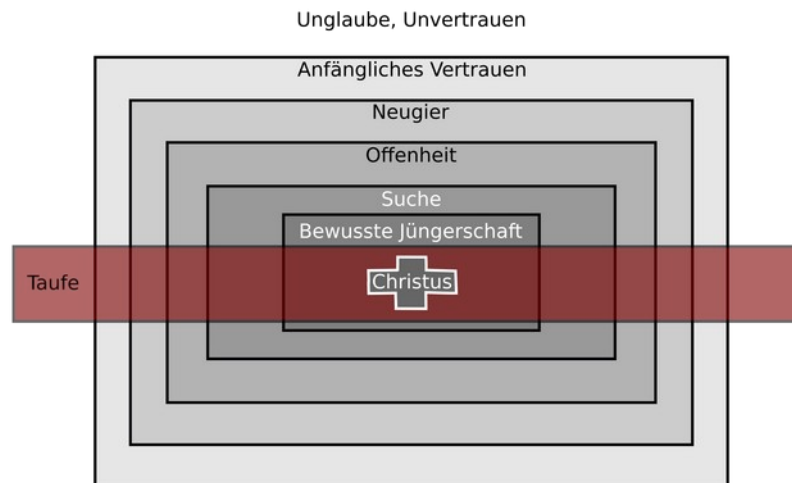 Unglaube, Unvertrauen
Anfängliches Vertrauen
Neugier
Offenheit
Suche
Bewusste Jüngerschaft
Taufe
Christus